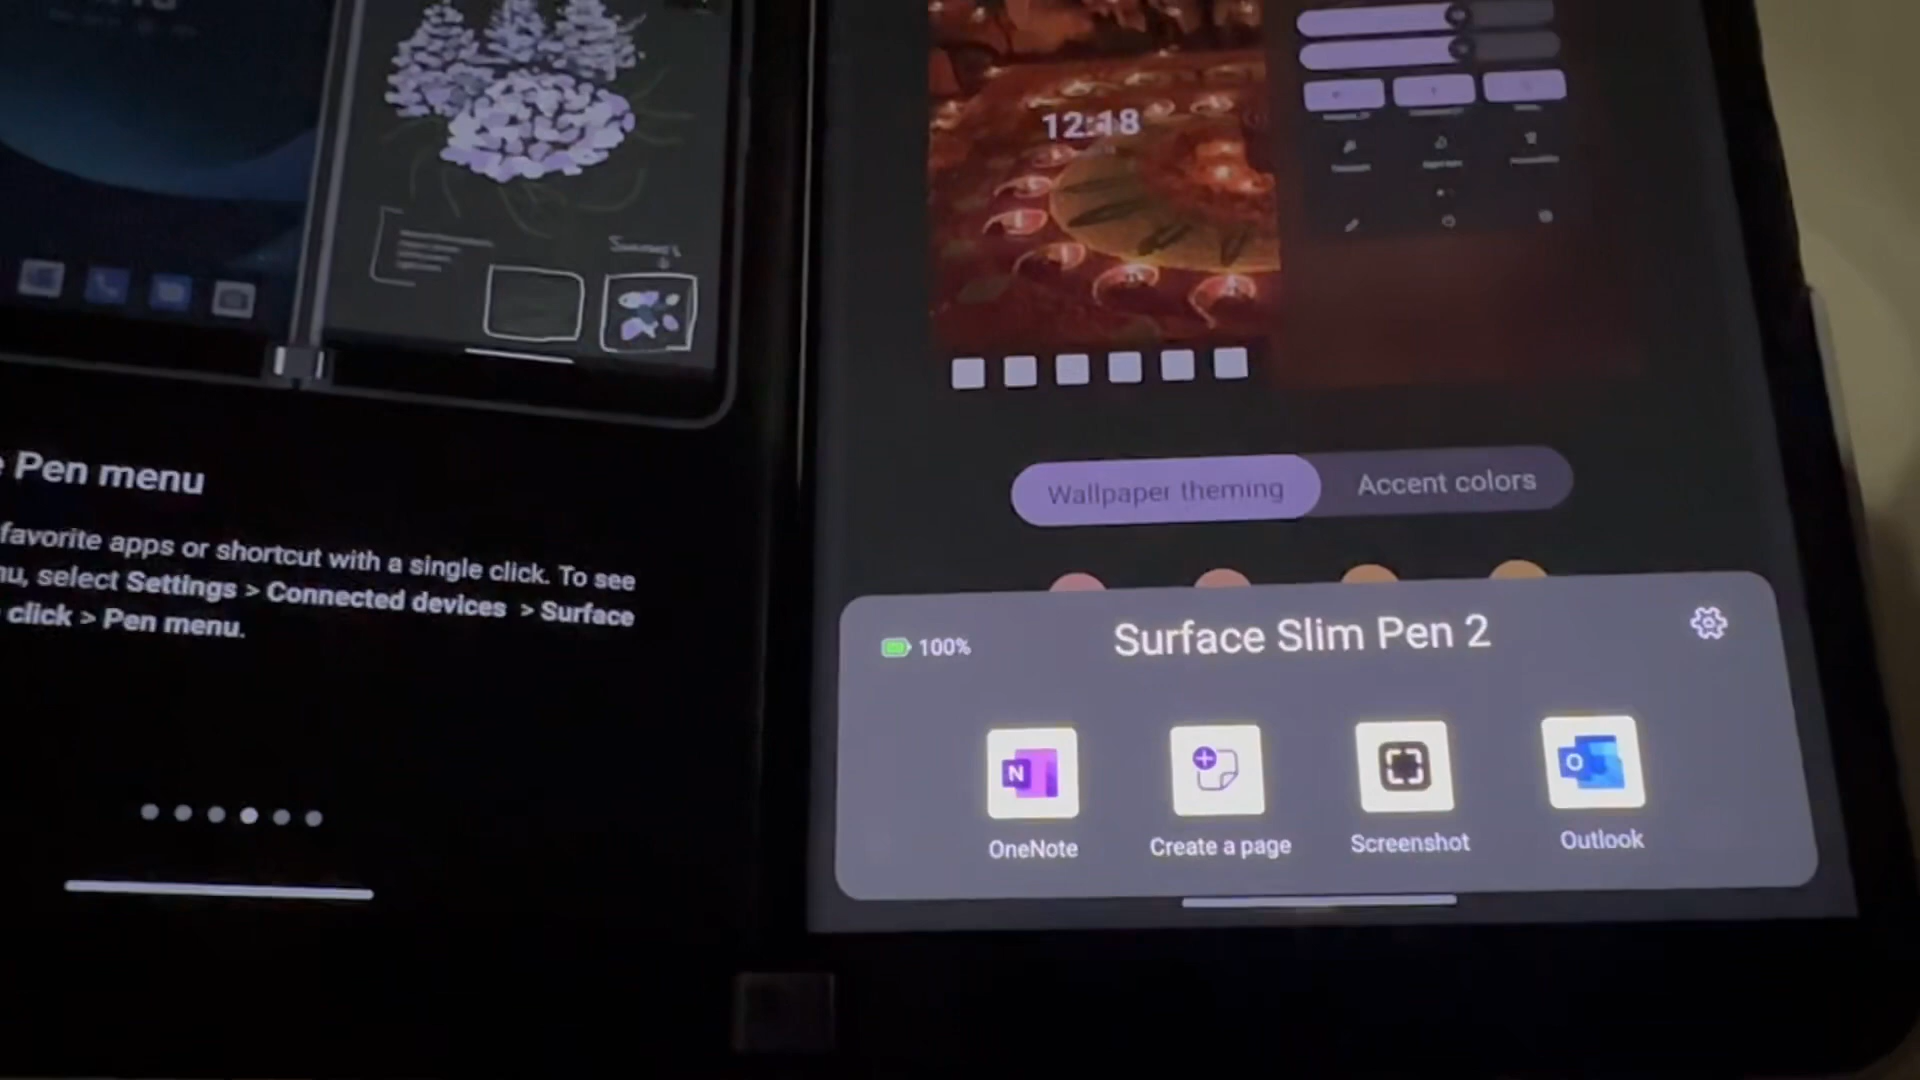 Pen menu
favorite apps or shortcut with a single click. To see
select Settings > Connected devices > Surface
click > Pen menu.
12:18
Wallpaper theming
Accent colors
100%
Surface Slim Pen 2
N
O
OneNote
Create a page
Screenshot
Outlook